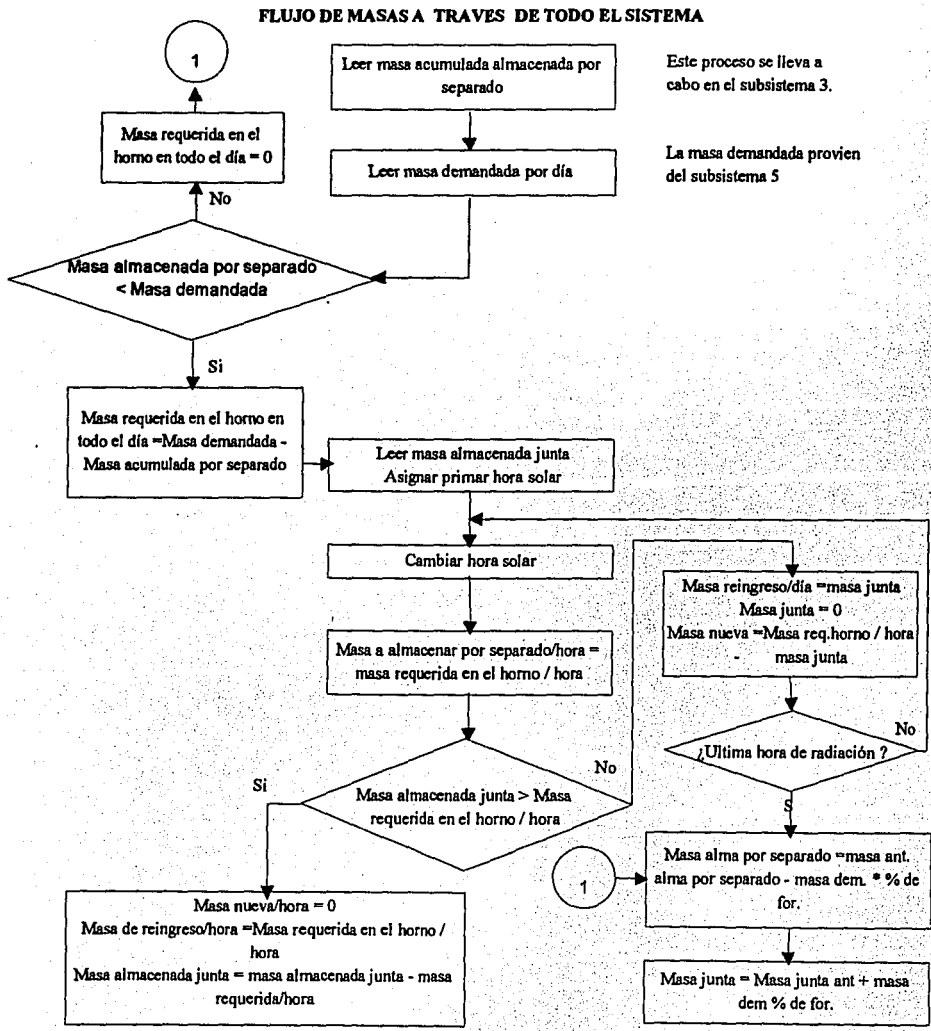 FLUJO DE MASAS A TRAVES DE TODO EL SISTEMA
1
Leer masa acumulada almacenada por
separado
Este proceso se lleva a
cabo en el subsistema 3.
Masa requerida en el
horno en todo el día = 0
Leer masa demandada por día
La masa demandada provien
del subsistema 5
No
Masa almacenada por separado
< Masa demandada
Si
Masa requerida en el horno en
todo el día =Masa demandada -
Masa acumulada por separado
Leer masa almacenada junta
Asignar primar hora solar
Cambiar hora solar
Masa reingreso/día =masa junta
Masa junta = 0
Masa nueva =Masa req.horno / hora
- masa junta
Masa a almacenar por separado/hora =
masa requerida en el horno / hora
¿Ultima hora de radiación ?
No
S
Si
No
Masa almacenada junta > Masa
requerida en el horno / hora
1
Masa alma por separado =masa ant.
alma por separado - masa dem. * % de
for.
Masa nueva/hora = 0
Masa de reingreso/hora =Masa requerida en el horno /
hora
Masa almacenada junta = masa almacenada junta - masa
requerida/hora
Masa junta = Masa junta ant + masa
dem % de for.